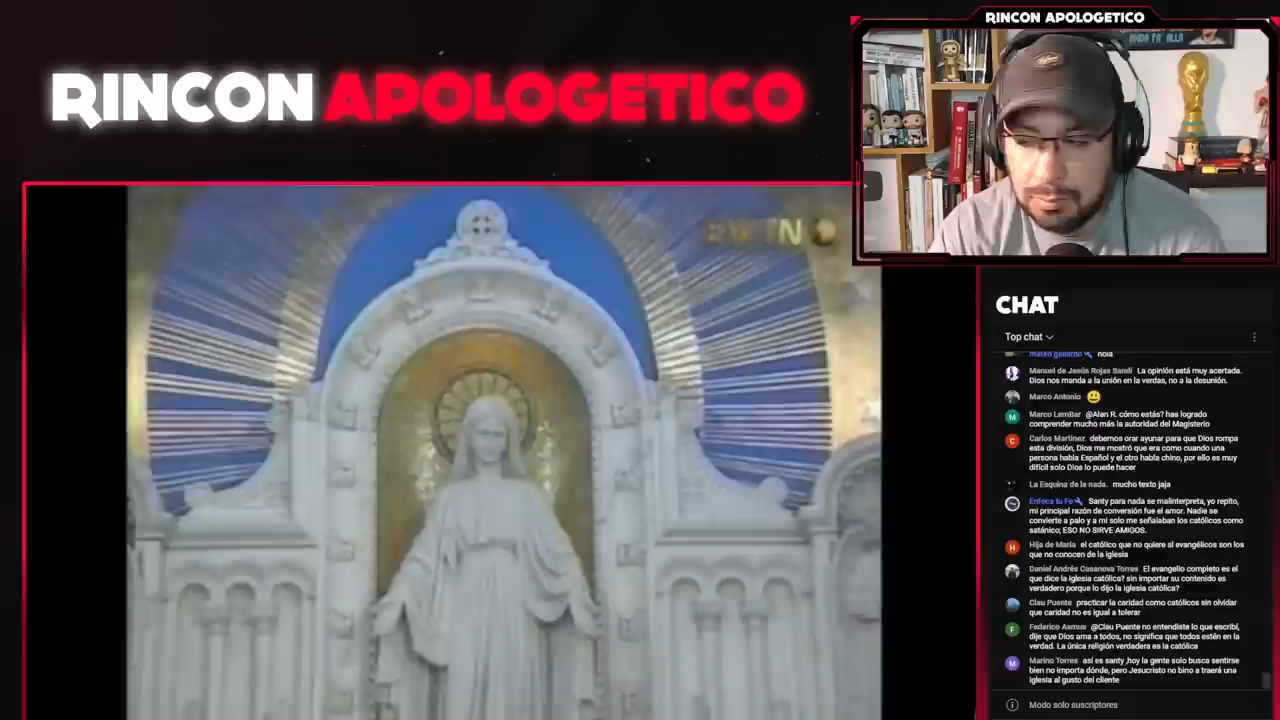 RINCON APOLOGETICO
RINCON APOLOGETICO
CHAT
Top chat
mateo gallardo hola
Manuel de Jesús Rojas Sandí La opinión está muy acertada.
Dios nos manda a la unión en la verdas, no a la desunión.
Marco Antonio
M
Marco LemBar @Alan R. cómo estás? has logrado
comprender mucho más la autoridad del Magisterio
C
Carlos Martinez debemos orar ayunar para que Dios rompa
esta división, Dios me mostró que era como cuando una
persona habla Español y el otro habla chino, por ello es muy
difícil solo Dios lo puede hacer
La Esquina de la nada. mucho texto jaja
Enfoca tu Fe Santy para nada se malinterpreta, yo repito,
mi principal razón de conversión fue el amor. Nadie se
convierte a palo y a mi solo me señalaban los católicos como
satánico; ESO NO SIRVE AMIGOS.
H
Hija de María el católico que no quiere sl evangélicos son los
que no conocen de la iglesia
Daniel Andrés Casanova Torres El evangelio completo es el
que dice la iglesia católica? sin importar su contenido es
verdadero porque lo dijo la iglesia católica?
Clau Puente practicar la caridad como católicos sin olvidar
que caridad no es igual a tolerar
F
Federico Asmus @Clau Puente no entendiste lo que escribí,
dije que Dios ama a todos, no significa que todos estén en la
verdad. La única religión verdadera es la católica
M
Marino Torres así es santy ,hoy la gente solo busca sentirse
bien no importa dónde, pero Jesucristo no bino a traerá una
iglesia al gusto del cliente
Modo solo suscriptores